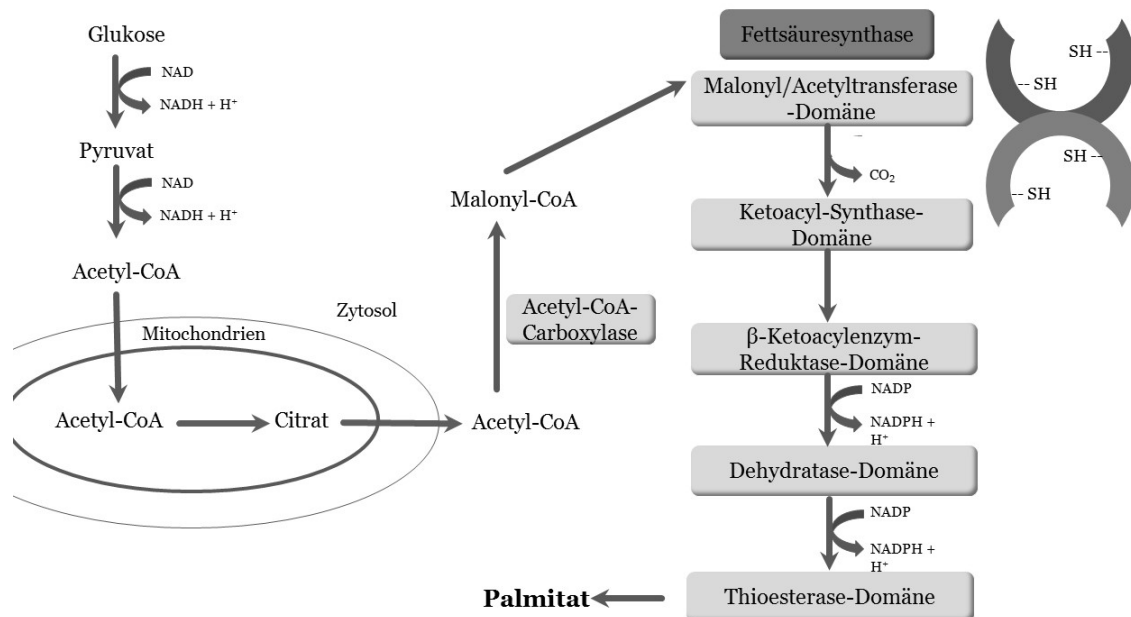 Glukose
NAD
NADH + H⁺
Pyruvat
NAD
NADH + H⁺
Acetyl-CoA
Zytosol
Mitochondrien
Acetyl-CoA
Citrat
Acetyl-CoA
Acetyl-CoA-
Carboxylase
Malonyl-CoA
Fettsäuresynthase
Malonyl/Acetyltransferase
-Domäne
CO₂
Ketoacyl-Synthase-
Domäne
β-Ketoacylenzym-
Reduktase-Domäne
NADP
NADPH +
H⁺
Dehydratase-Domäne
NADP
NADPH +
H⁺
Thioesterase-Domäne
Palmitat
SH --
-- SH
SH --
-- SH